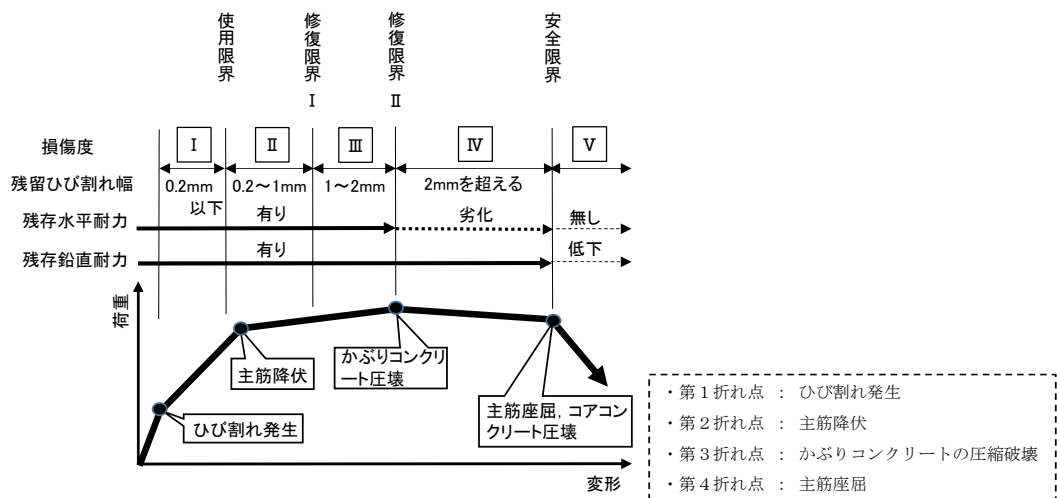 使用限界
修復限界Ⅰ
修復限界Ⅱ
安全限界
損傷度
Ⅰ
Ⅱ
Ⅲ
Ⅳ
Ⅴ
残留ひび割れ幅
0.2mm
以下
0.2～1mm
1～2mm
2mmを超える
残存水平耐力
有り
劣化
無し
残存鉛直耐力
有り
低下
荷重
ひび割れ発生
主筋降伏
かぶりコンクリ
ート圧壊
主筋座屈，コアコン
クリート圧壊
変形
・第１折れ点 ： ひび割れ発生
・第２折れ点 ： 主筋降伏
・第３折れ点 ： かぶりコンクリートの圧縮破壊
・第４折れ点 ： 主筋座屈